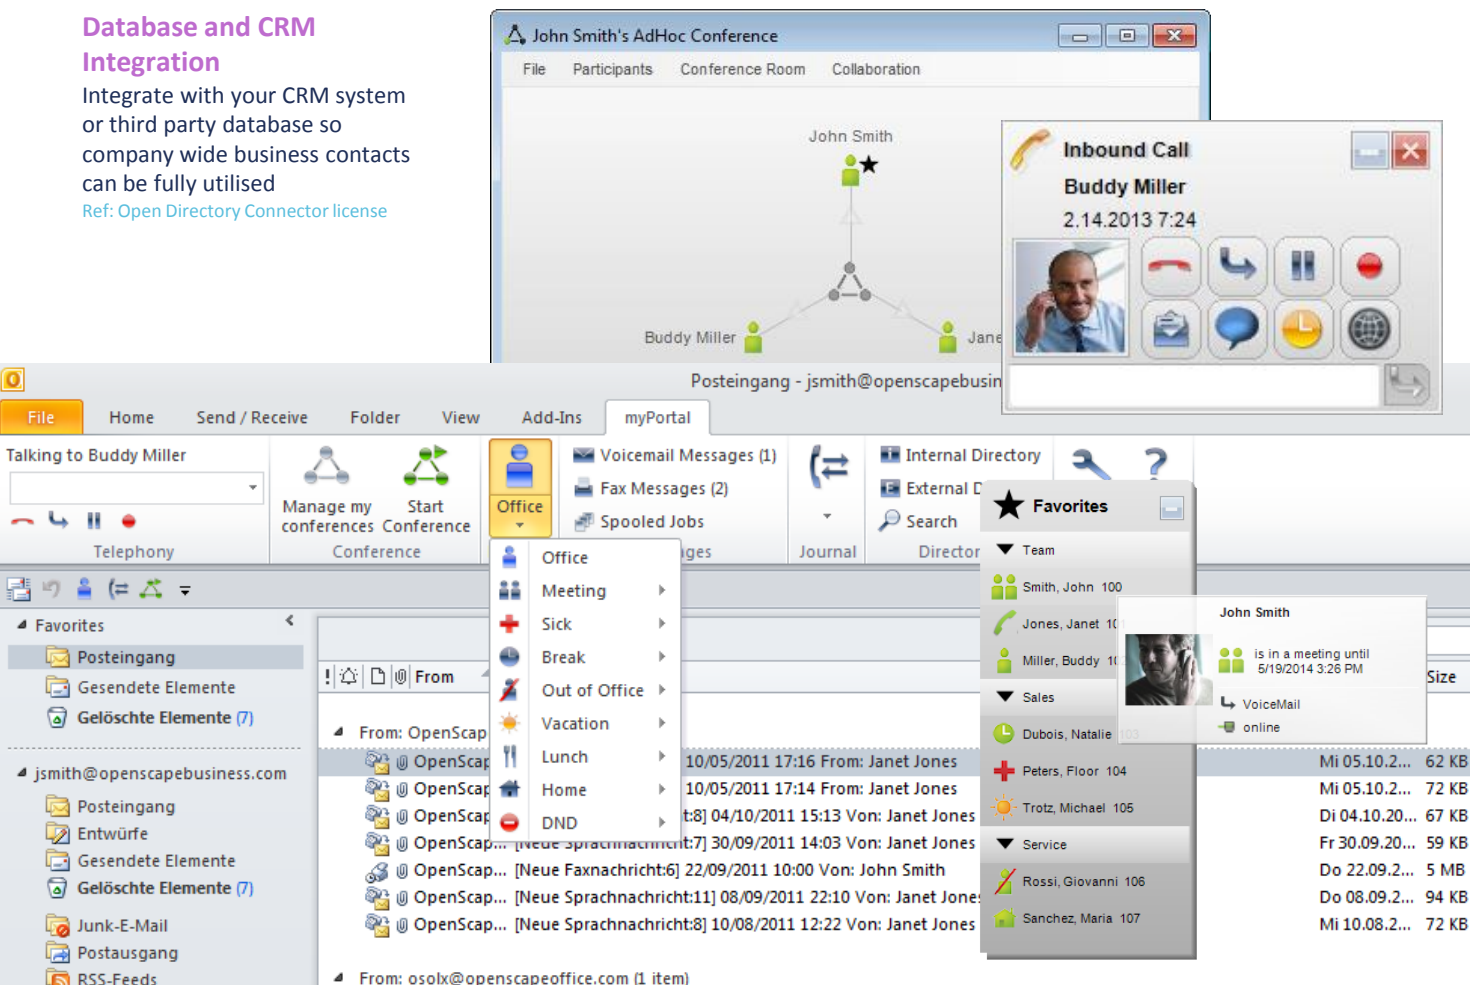 Database and CRM
Integration
Integrate with your CRM system
or third party database so
company wide business contacts
can be fully utilised
Ref: Open Directory Connector license
John Smith's AdHoc Conference
File Participants Conference Room Collaboration
John Smith
Buddy Miller
Jane
Inbound Call
Buddy Miller
2.14.2013 7:24
Posteingang - jsmith@openscapebusin
File Home Send / Receive Folder View Add-Ins myPortal
Talking to Buddy Miller
Telephony
Manage my
conferences
Start
Conference
Conference
Office
Voicemail Messages (1)
Fax Messages (2)
Spooled Jobs
ges
Journal
Internal Directory
External D
Search
Director
Office
Meeting
Sick
Break
Out of Office
Vacation
Lunch
Home
DND
Favorites
Team
Smith, John 100
Jones, Janet 101
Miller, Buddy 10
Sales
Dubois, Natalie 103
Peters, Floor 104
Trotz, Michael 105
Service
Rossi, Giovanni 106
Sanchez, Maria 107
John Smith
is in a meeting until
5/19/2014 3:26 PM
VoiceMail
online
Favorites
Posteingang
Gesendete Elemente
Gelöschte Elemente (7)
jsmith@openscapebusiness.com
Posteingang
Entwürfe
Gesendete Elemente
Gelöschte Elemente (7)
Junk-E-Mail
Postausgang
RSS-Feeds
! From Size
From: OpenScap
OpenScap 10/05/2011 17:16 From: Janet Jones Mi 05.10.2... 62 KB
OpenScap 10/05/2011 17:14 From: Janet Jones Mi 05.10.2... 72 KB
OpenScap t:8] 04/10/2011 15:13 Von: Janet Jones Di 04.10.20... 67 KB
OpenScap... [Neue Sprachnachricht:7] 30/09/2011 14:03 Von: Janet Jones Fr 30.09.20... 59 KB
OpenScap... [Neue Faxnachricht:6] 22/09/2011 10:00 Von: John Smith Do 22.09.2... 5 MB
OpenScap... [Neue Sprachnachricht:11] 08/09/2011 22:10 Von: Janet Jones Do 08.09.2... 94 KB
OpenScap... [Neue Sprachnachricht:8] 10/08/2011 12:22 Von: Janet Jones Mi 10.08.2... 72 KB
From: osolx@openscapeoffice.com (1 item)